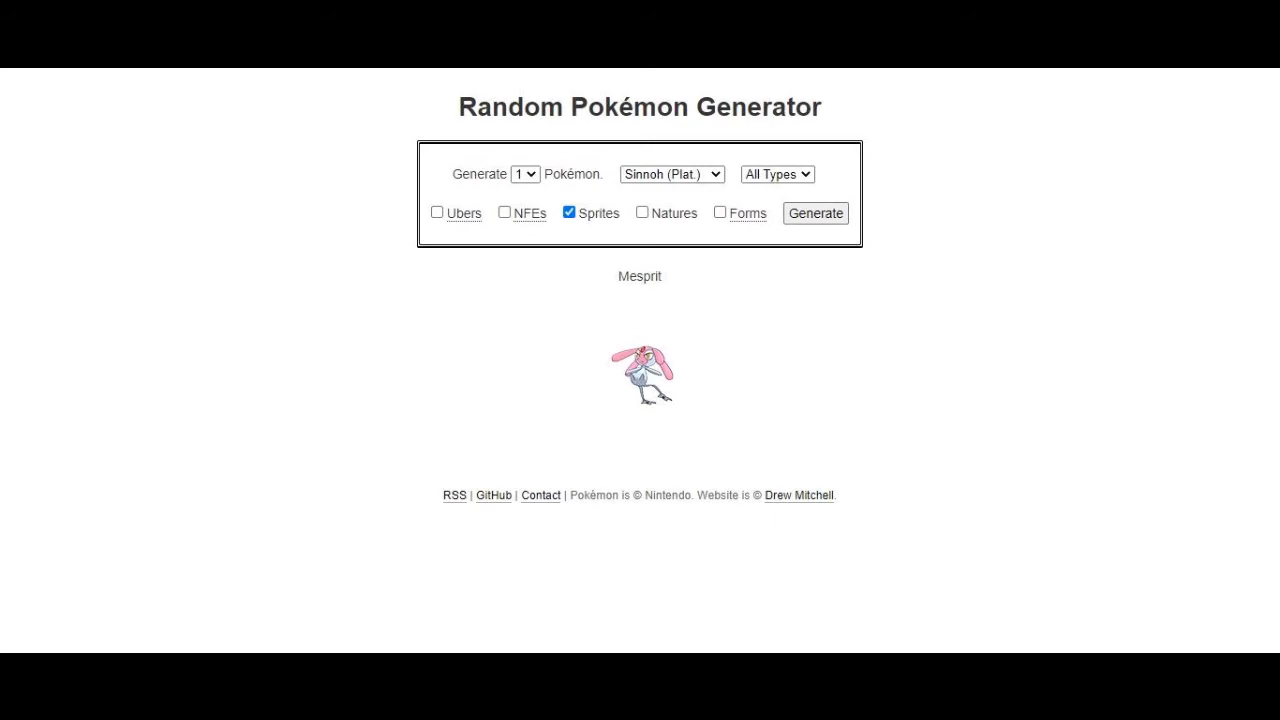 Random Pokémon Generator
Generate 1 Pokémon. Sinnoh (Plat.) All Types
Ubers NFEs Sprites Natures Forms Generate
Mesprit
RSS | GitHub | Contact | Pokémon is © Nintendo. Website is © Drew Mitchell.